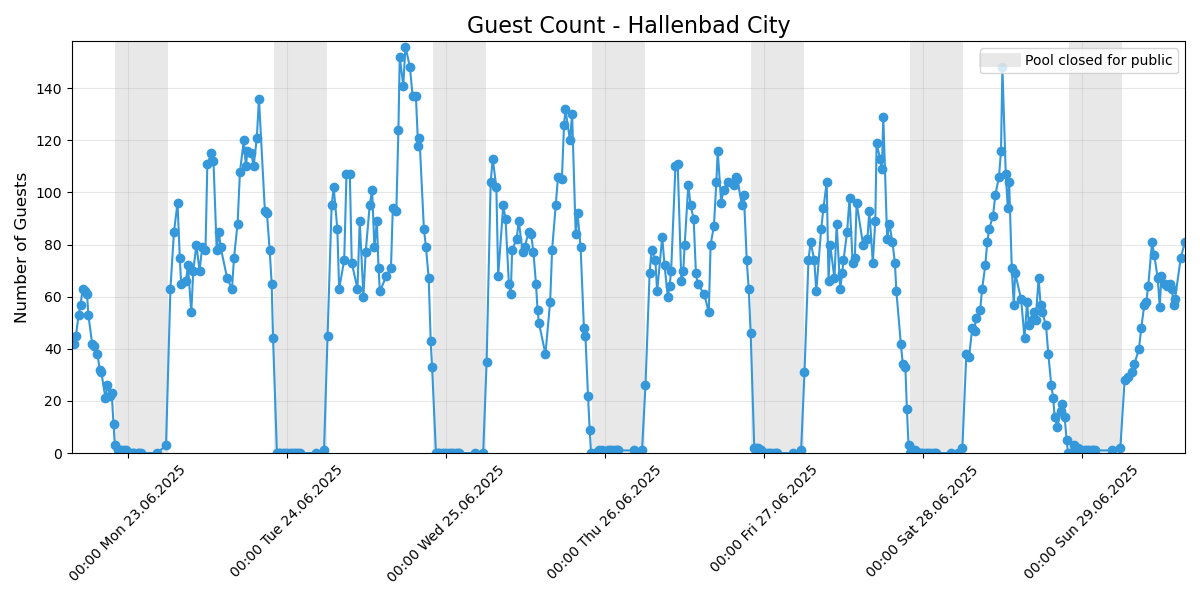 Guest Count - Hallenbad City
Pool closed for public
Number of Guests
140
120
100
80
60
40
20
0
00:00 Mon 23.06.2025
00:00 Tue 24.06.2025
00:00 Wed 25.06.2025
00:00 Thu 26.06.2025
00:00 Fri 27.06.2025
00:00 Sat 28.06.2025
00:00 Sun 29.06.2025